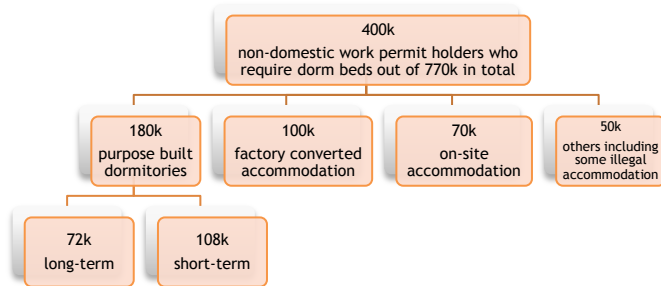 400k
non-domestic work permit holders who
require dorm beds out of 770k in total
180k
purpose built
dormitories
100k
factory converted
accommodation
70k
on-site
accommodation
50k
others including
some illegal
accommodation
72k
long-term
108k
short-term